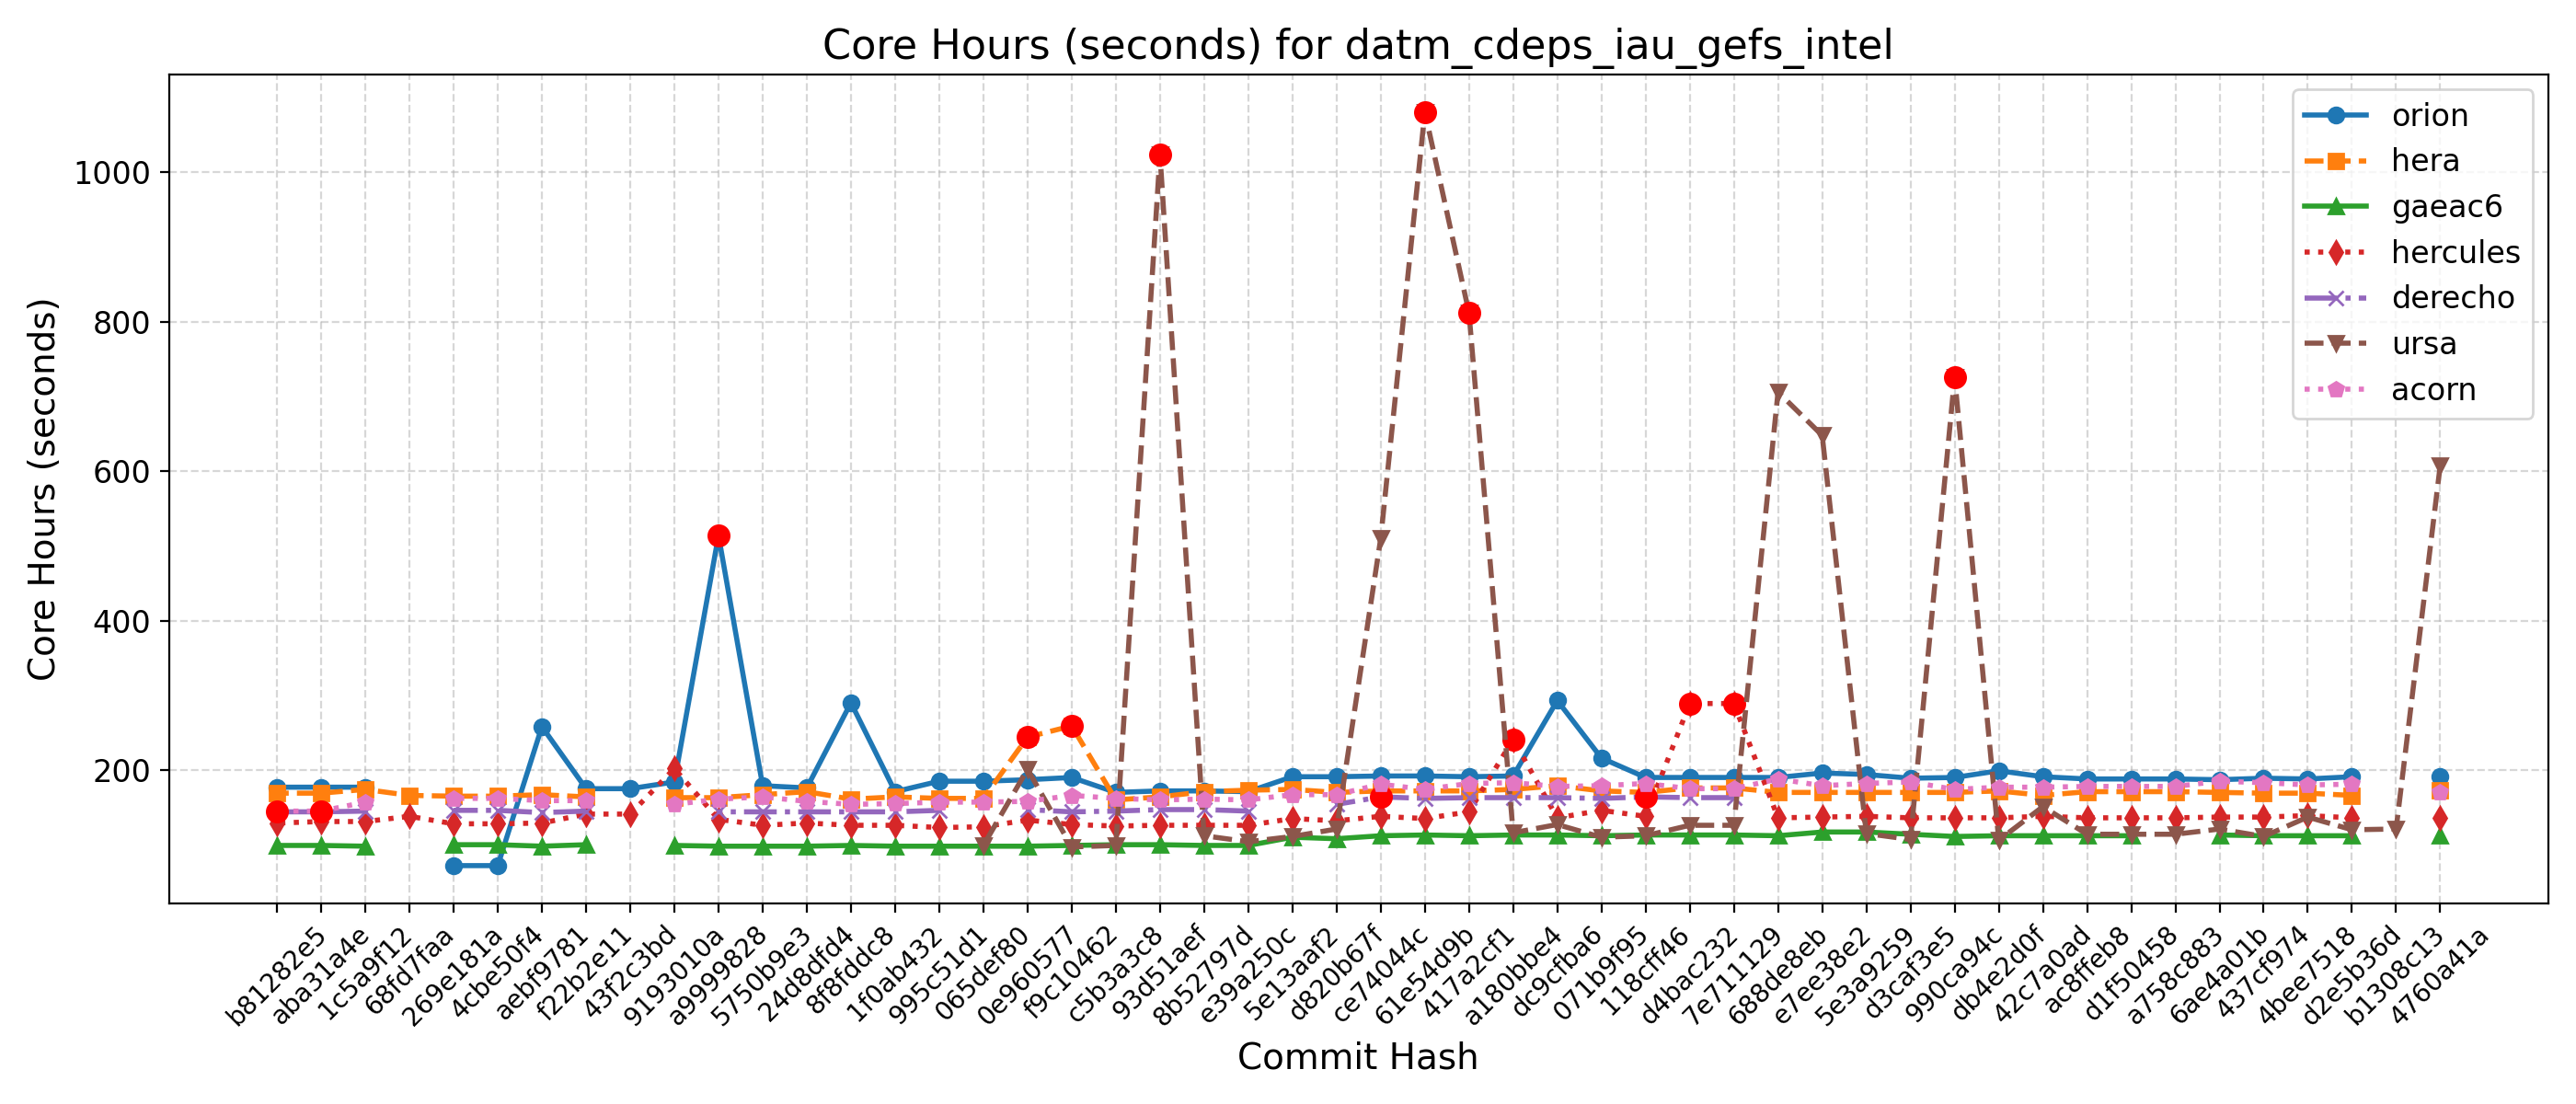 Core Hours (seconds) for datm_cdeps_iau_gefs_intel
Core Hours (seconds)
1000
800
600
400
200
orion
hera
gaeac6
hercules
derecho
ursa
acorn
b81282e5
aba31a4e
1c5a9f12
68fd7faa
269e181a
4cbe50f4
aebf9781
f22b2e11
43f2c3bd
9193010a
a9999828
5750b9e3
24d8dfd4
8f8fddc8
1f0ab432
995c51d1
065def80
0e960577
f9c10462
c5b3a3c8
93d51aef
8b52797d
e39a250c
5e13aaf2
d820b67f
ce74044c
61e54d9b
417a2cf1
a180bbe4
dc9cfba6
071b9f95
118cff46
d4bac232
7e711129
688de8eb
e7ee38e2
5e3a9259
d3caf3e5
990ca94c
db4e2d0f
42c7a0ad
ac8ffeb8
d1f50458
a758c883
6ae4a01b
437cf974
4bee7518
d2e5b36d
b1308c13
4760a41a
Commit Hash